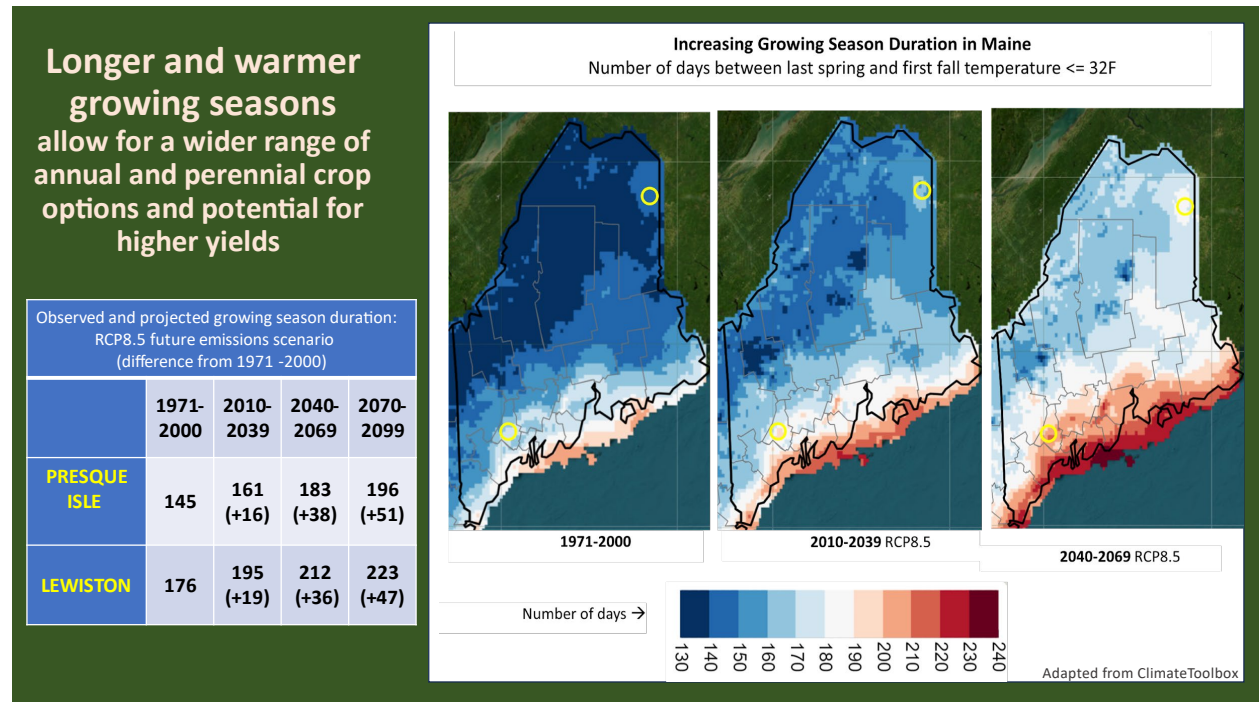 Longer and warmer
growing seasons
allow for a wider range of
annual and perennial crop
options and potential for
higher yields
Observed and projected growing season duration:
RCP8.5 future emissions scenario
(difference from 1971 -2000)
1971-
2000
2010-
2039
2040-
2069
2070-
2099
PRESQUE
ISLE
145
161
(+16)
183
(+38)
196
(+51)
LEWISTON
176
195
(+19)
212
(+36)
223
(+47)
Increasing Growing Season Duration in Maine
Number of days between last spring and first fall temperature <= 32F
1971-2000
2010-2039 RCP8.5
2040-2069 RCP8.5
Number of days →
130
140
150
160
170
180
190
200
210
220
230
240
Adapted from ClimateToolbox